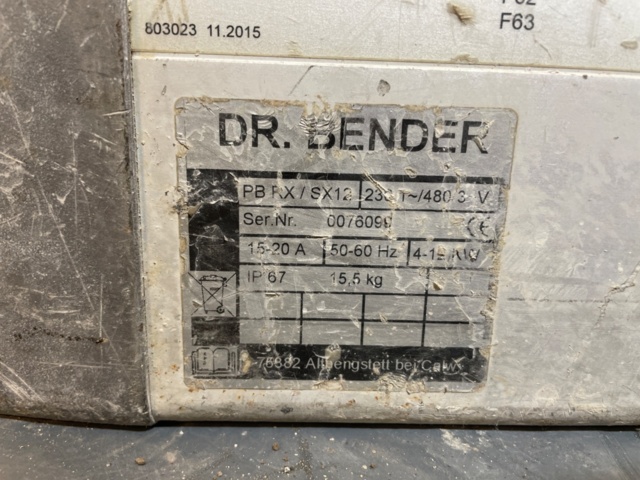 F63
803023 11.2015
DR. BENDER
PB RX / SX12
Ser.Nr. 0076099
15-20 A 50-60 Hz
IP 67 15,5 kg
Althengstett bei Calw